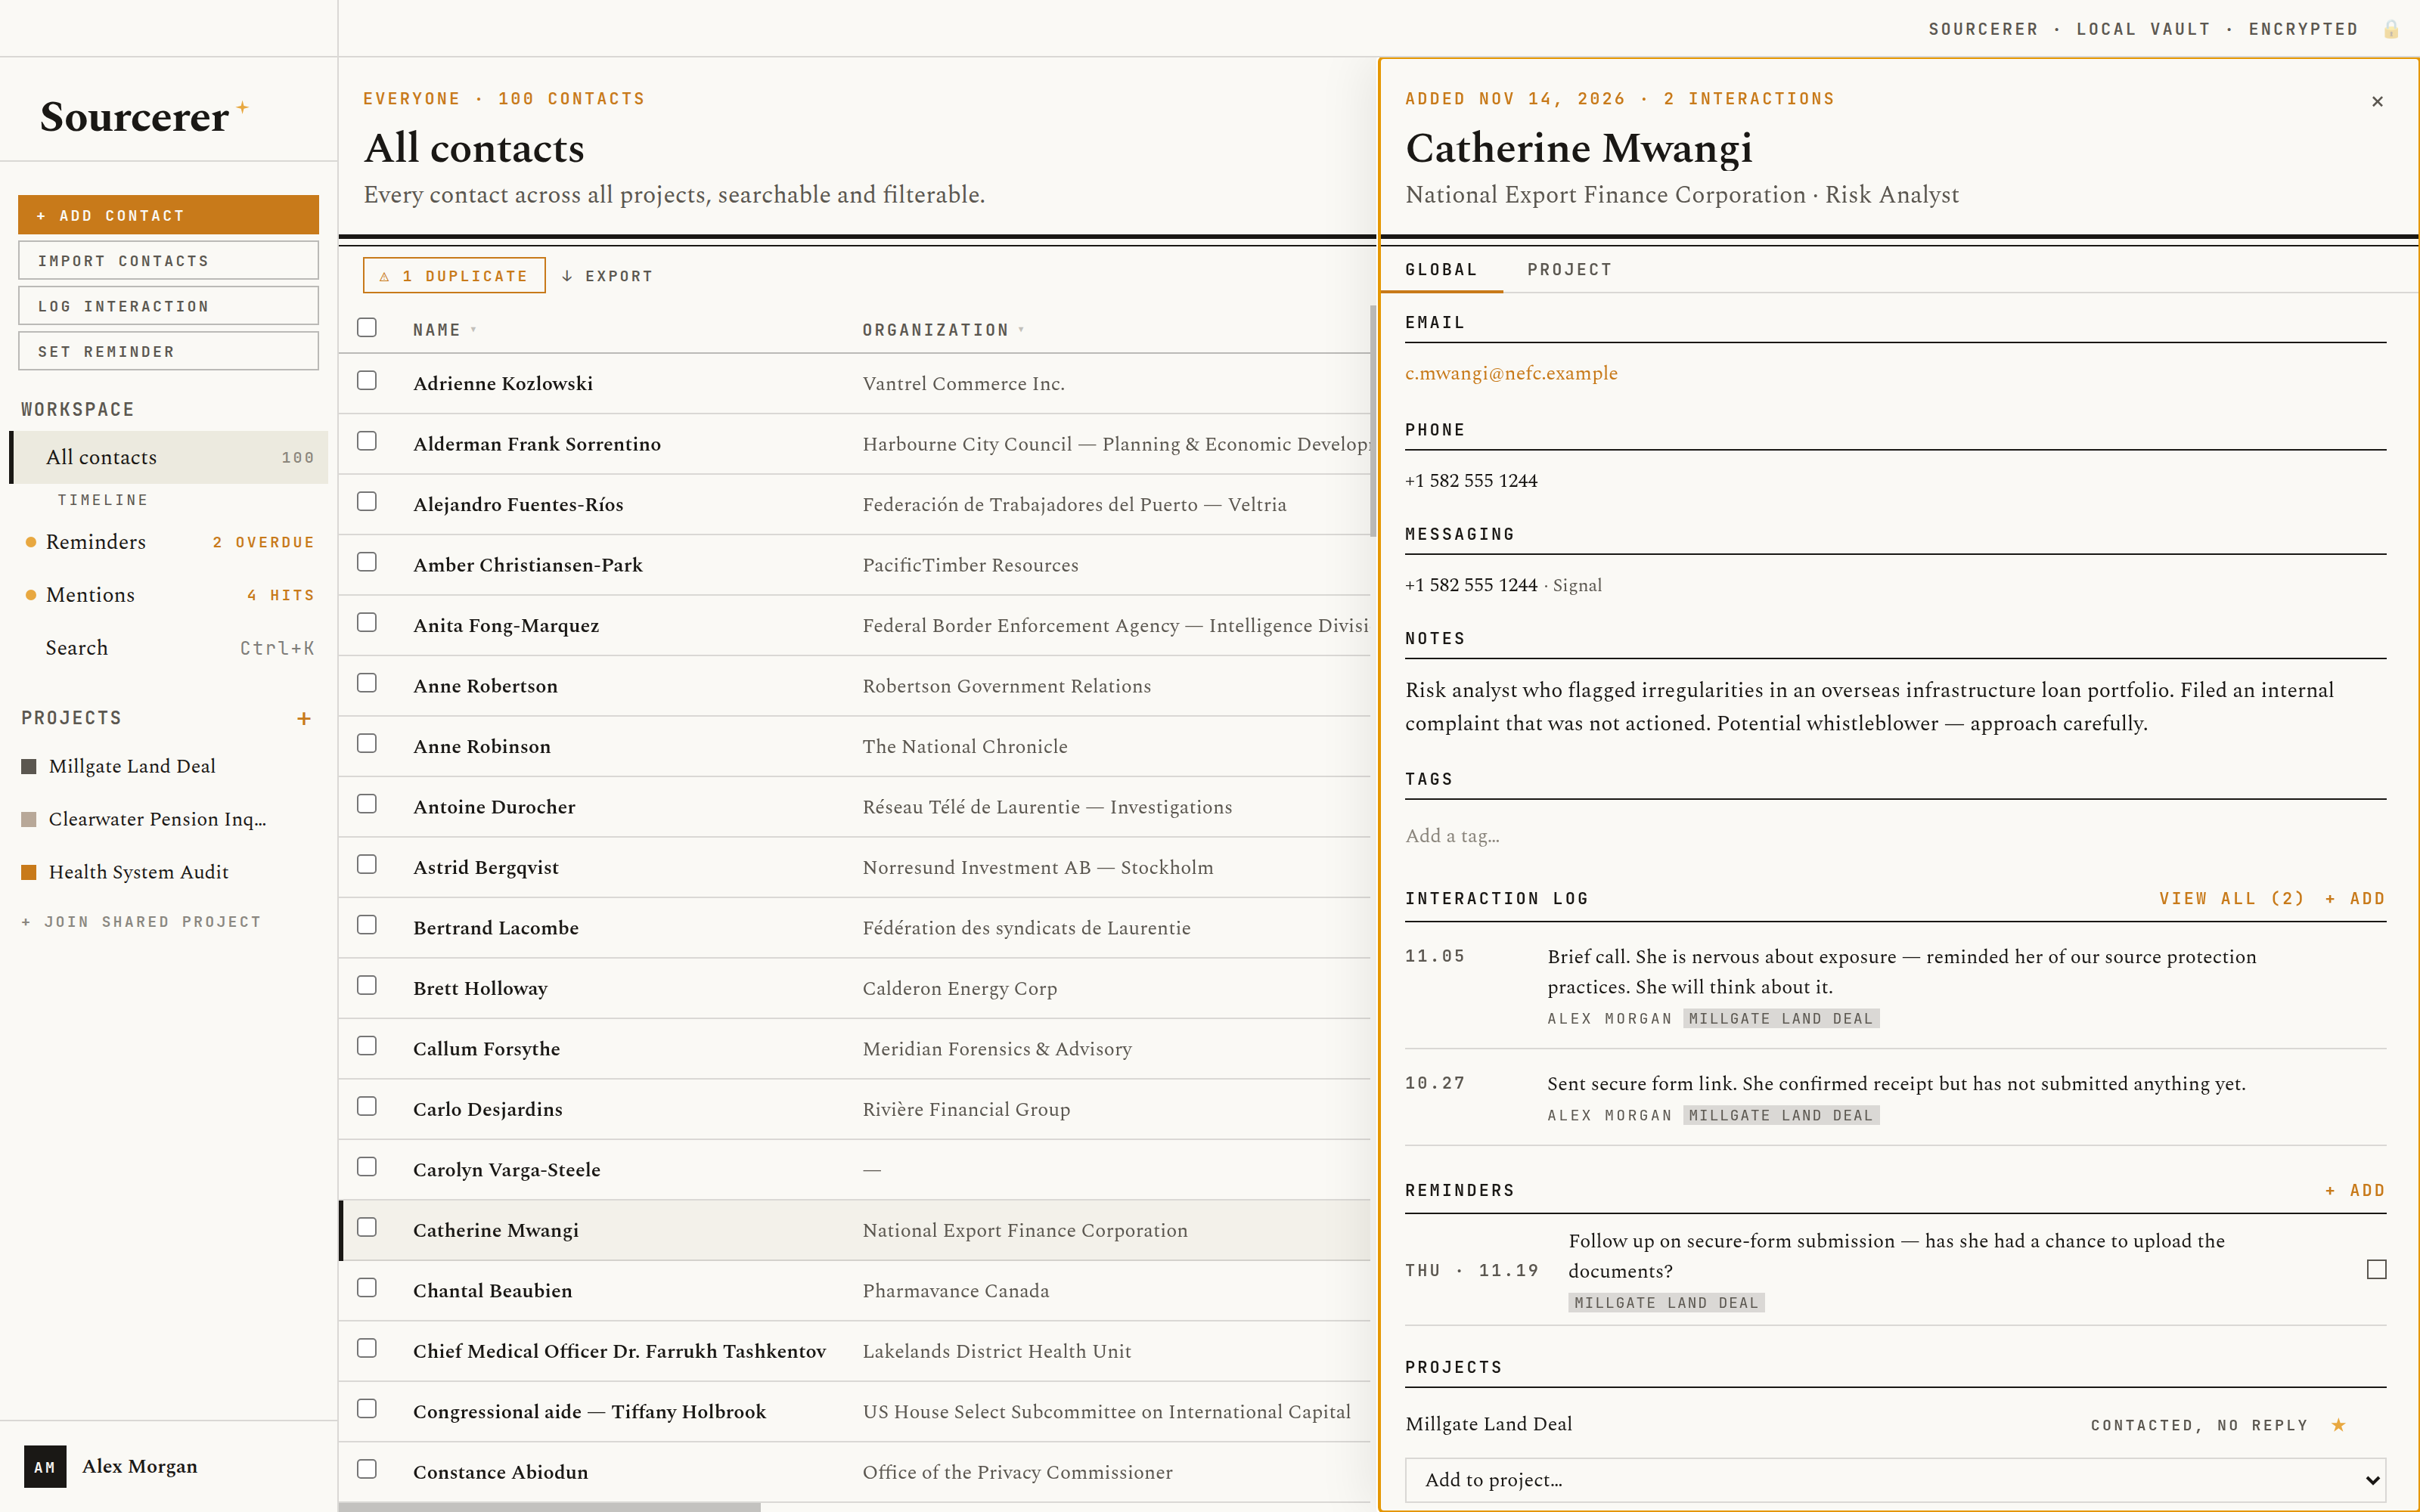 SOURCERER · LOCAL VAULT · ENCRYPTED
Sourcerer
+ ADD CONTACT
IMPORT CONTACTS
LOG INTERACTION
SET REMINDER
WORKSPACE
All contacts 100
TIMELINE
Reminders 2 OVERDUE
Mentions 4 HITS
Search Ctrl+K
PROJECTS +
Millgate Land Deal
Clearwater Pension Inq...
Health System Audit
+ JOIN SHARED PROJECT
AM Alex Morgan
EVERYONE · 100 CONTACTS
All contacts
Every contact across all projects, searchable and filterable.
⚠ 1 DUPLICATE ↓ EXPORT
NAME ▾ ORGANIZATION ▾
Adrienne Kozlowski Vantrel Commerce Inc.
Alderman Frank Sorrentino Harbourne City Council — Planning & Economic Develop
Alejandro Fuentes-Ríos Federación de Trabajadores del Puerto — Veltria
Amber Christiansen-Park PacificTimber Resources
Anita Fong-Marquez Federal Border Enforcement Agency — Intelligence Divisi
Anne Robertson Robertson Government Relations
Anne Robinson The National Chronicle
Antoine Durocher Réseau Télé de Laurentie — Investigations
Astrid Bergqvist Norresund Investment AB — Stockholm
Bertrand Lacombe Fédération des syndicats de Laurentie
Brett Holloway Calderon Energy Corp
Callum Forsythe Meridian Forensics & Advisory
Carlo Desjardins Rivière Financial Group
Carolyn Varga-Steele —
Catherine Mwangi National Export Finance Corporation
Chantal Beaubien Pharmavance Canada
Chief Medical Officer Dr. Farrukh Tashkentov Lakelands District Health Unit
Congressional aide — Tiffany Holbrook US House Select Subcommittee on International Capital
Constance Abiodun Office of the Privacy Commissioner
ADDED NOV 14, 2026 · 2 INTERACTIONS ×
Catherine Mwangi
National Export Finance Corporation · Risk Analyst
GLOBAL PROJECT
EMAIL
c.mwangi@nefc.example
PHONE
+1 582 555 1244
MESSAGING
+1 582 555 1244 · Signal
NOTES
Risk analyst who flagged irregularities in an overseas infrastructure loan portfolio. Filed an internal
complaint that was not actioned. Potential whistleblower — approach carefully.
TAGS
Add a tag...
INTERACTION LOG VIEW ALL (2) + ADD
11.05 Brief call. She is nervous about exposure — reminded her of our source protection
practices. She will think about it.
ALEX MORGAN MILLGATE LAND DEAL
10.27 Sent secure form link. She confirmed receipt but has not submitted anything yet.
ALEX MORGAN MILLGATE LAND DEAL
REMINDERS + ADD
THU · 11.19 Follow up on secure-form submission — has she had a chance to upload the
documents?
MILLGATE LAND DEAL
PROJECTS
Millgate Land Deal CONTACTED, NO REPLY ★
Add to project...